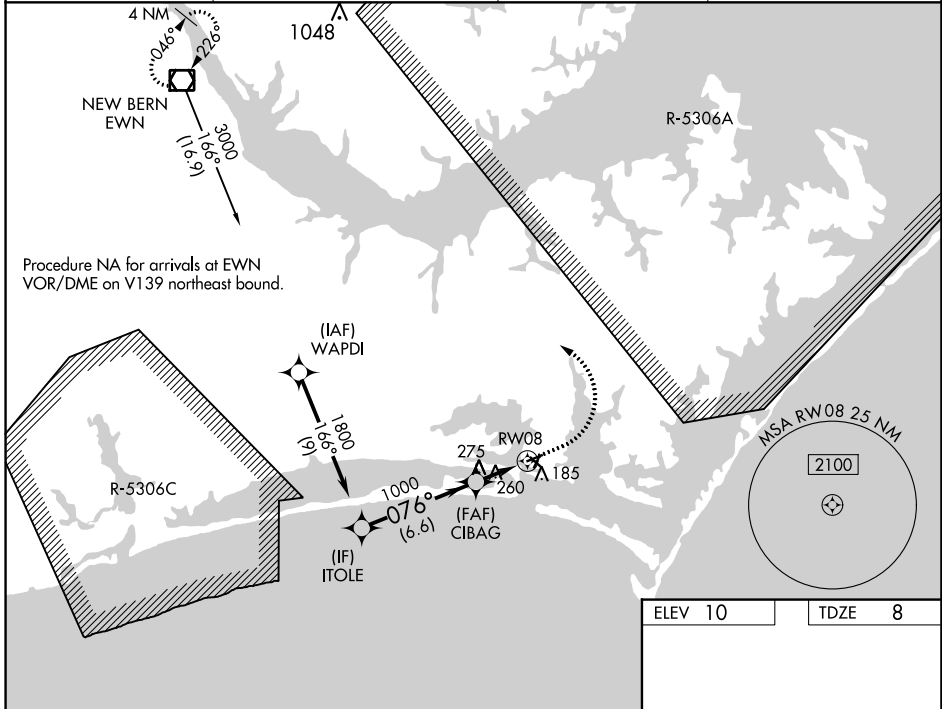 4 NM
046°
226°
1048
NEW BERN
EWN
3000
166°
(16.9)
R-5306A
Procedure NA for arrivals at EWN
VOR/DME on V139 northeast bound.
(IAF)
WAPDI
1800
166°
(9)
R-5306C
RW08
275
260
185
1000
076°
(6.6)
(FAF)
CIBAG
(IF)
ITOLE
MSA RW08 25 NM
2100
ELEV 10
TDZE 8